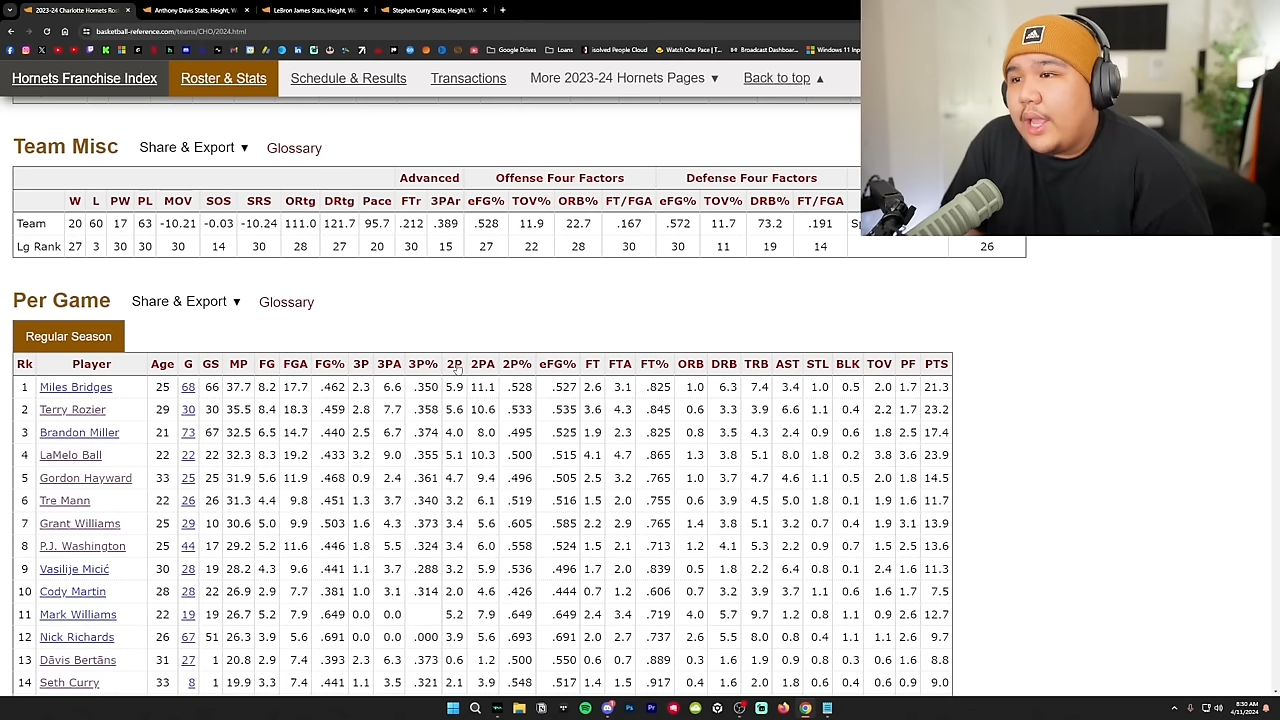 2023-24 Charlotte Hornets Ros
Anthony Davis Stats, Height, W
LeBron James Stats, Height, W
Stephen Curry Stats, Height, W
basketball-reference.com/teams/CHO/2024.html
Google Drives
Loans
isolved People Cloud
Watch One Pace | T...
Broadcast Dashboar...
Windows 11 Inp
Hornets Franchise Index
Roster & Stats
Schedule & Results
Transactions
More 2023-24 Hornets Pages ▼
Back to top ▲
Team Misc Share & Export ▼ Glossary
Advanced Offense Four Factors Defense Four Factors
W L PW PL MOV SOS SRS ORtg DRtg Pace FTr 3PAr eFG% TOV% ORB% FT/FGA eFG% TOV% DRB% FT/FGA
Team 20 60 17 63 -10.21 -0.03 -10.24 111.0 121.7 95.7 .212 .389 .528 11.9 22.7 .167 .572 11.7 73.2 .191
Lg Rank 27 3 30 30 30 14 30 28 27 20 30 15 27 22 28 30 30 11 19 14 26
Per Game Share & Export ▼ Glossary
Regular Season
Rk Player Age G GS MP FG FGA FG% 3P 3PA 3P% 2P 2PA 2P% eFG% FT FTA FT% ORB DRB TRB AST STL BLK TOV PF PTS
1 Miles Bridges 25 68 66 37.7 8.2 17.7 .462 2.3 6.6 .350 5.9 11.1 .528 .527 2.6 3.1 .825 1.0 6.3 7.4 3.4 1.0 0.5 2.0 1.7 21.3
2 Terry Rozier 29 30 30 35.5 8.4 18.3 .459 2.8 7.7 .358 5.6 10.6 .533 .535 3.6 4.3 .845 0.6 3.3 3.9 6.6 1.1 0.4 2.2 1.7 23.2
3 Brandon Miller 21 73 67 32.5 6.5 14.7 .440 2.5 6.7 .374 4.0 8.0 .495 .525 1.9 2.3 .825 0.8 3.5 4.3 2.4 0.9 0.6 1.8 2.5 17.4
4 LaMelo Ball 22 22 22 32.3 8.3 19.2 .433 3.2 9.0 .355 5.1 10.3 .500 .515 4.1 4.7 .865 1.3 3.8 5.1 8.0 1.8 0.2 3.8 3.6 23.9
5 Gordon Hayward 33 25 25 31.9 5.6 11.9 .468 0.9 2.4 .361 4.7 9.4 .496 .505 2.5 3.2 .765 1.0 3.7 4.7 4.6 1.1 0.5 2.0 1.8 14.5
6 Tre Mann 22 26 26 31.3 4.4 9.8 .451 1.3 3.7 .340 3.2 6.1 .519 .516 1.5 2.0 .755 0.6 3.9 4.5 5.0 1.8 0.1 1.9 1.6 11.7
7 Grant Williams 25 29 10 30.6 5.0 9.9 .503 1.6 4.3 .373 3.4 5.6 .605 .585 2.2 2.9 .765 1.4 3.8 5.1 3.2 0.7 0.4 1.9 3.1 13.9
8 P.J. Washington 25 44 17 29.2 5.2 11.6 .446 1.8 5.5 .324 3.4 6.0 .558 .524 1.5 2.1 .713 1.2 4.1 5.3 2.2 0.9 0.7 1.5 2.5 13.6
9 Vasilije Micić 30 28 19 28.2 4.3 9.6 .441 1.1 3.7 .288 3.2 5.9 .536 .496 1.7 2.0 .839 0.5 1.8 2.2 6.4 0.8 0.1 2.4 1.6 11.3
10 Cody Martin 28 28 22 26.9 2.9 7.7 .381 1.0 3.1 .314 2.0 4.6 .426 .444 0.7 1.2 .606 0.7 3.2 3.9 3.7 1.1 0.6 1.6 1.7 7.5
11 Mark Williams 22 19 19 26.7 5.2 7.9 .649 0.0 0.0 5.2 7.9 .649 .649 2.4 3.4 .719 4.0 5.7 9.7 1.2 0.8 1.1 0.9 2.6 12.7
12 Nick Richards 26 67 51 26.3 3.9 5.6 .691 0.0 0.0 .000 3.9 5.6 .693 .691 2.0 2.7 .737 2.6 5.5 8.0 0.8 0.4 1.1 1.1 2.6 9.7
13 Dāvis Bertāns 31 27 1 20.8 2.9 7.4 .393 2.3 6.3 .373 0.6 1.2 .500 .550 0.6 0.7 .889 0.3 1.6 1.9 0.9 0.8 0.3 0.6 1.6 8.8
14 Seth Curry 33 8 1 19.9 3.3 7.4 .441 1.1 3.5 .321 2.1 3.9 .548 .517 1.4 1.5 .917 0.4 1.6 2.0 1.8 0.6 0.4 0.6 0.9 9.0
8:30 AM
4/11/2024